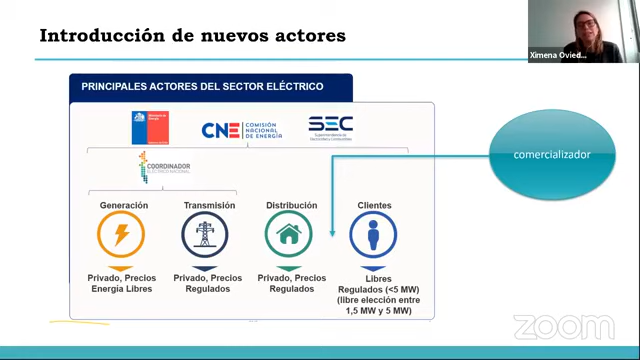 Introducción de nuevos actores
Ximena Ovied...
PRINCIPALES ACTORES DEL SECTOR ELÉCTRICO
CNE
COMISIÓN
NACIONAL
DE ENERGÍA
SEC
COORDINADOR
ELÉCTRICO NACIONAL
comercializador
Generación
Transmisión
Distribución
Clientes
Privado, Precios
Energía Libres
Privado, Precios
Regulados
Privado, Precios
Regulados
Libres
Regulados (<5 MW)
(libre elección entre
1,5 MW y 5 MW)
zoom